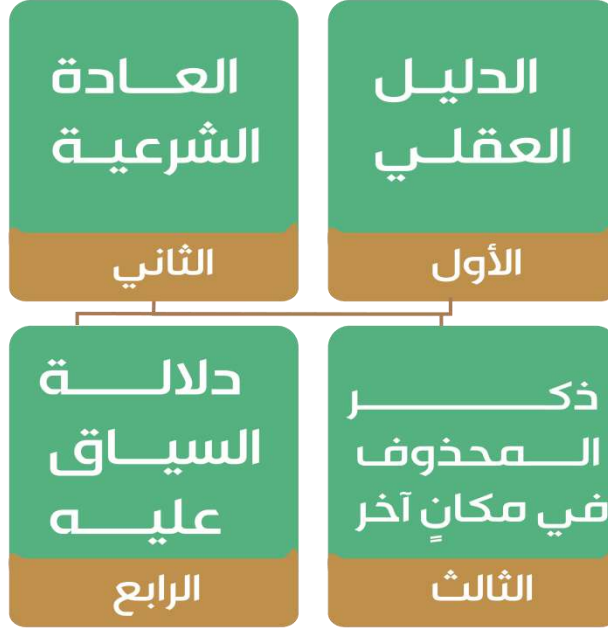 الدليل
العقلي
الأول
العادة
الشرعية
الثاني
ذكر
المحذوف
في مكانٍ آخر
الثالث
دلالة
السياق
عليه
الرابع